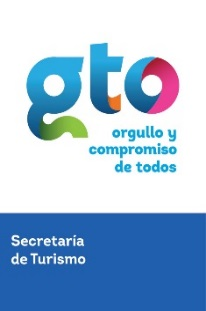 gto
orgullo y
compromiso
de todos
Secretaría
de Turismo